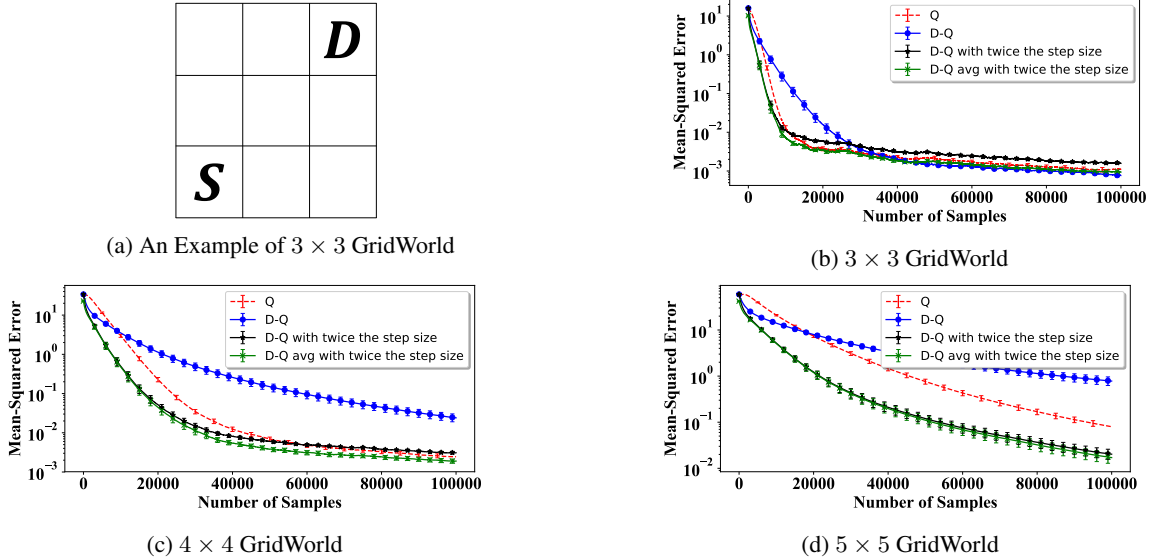 D
S
(a) An Example of 3 × 3 GridWorld
Mean-Squared Error
10^1
10^0
10^-1
10^-2
10^-3
Q
D-Q
D-Q with twice the step size
D-Q avg with twice the step size
0 20000 40000 60000 80000 100000
Number of Samples
(b) 3 × 3 GridWorld
Mean-Squared Error
10^1
10^0
10^-1
10^-2
10^-3
Q
D-Q
D-Q with twice the step size
D-Q avg with twice the step size
0 20000 40000 60000 80000 100000
Number of Samples
(c) 4 × 4 GridWorld
Mean-Squared Error
10^1
10^0
10^-1
10^-2
Q
D-Q
D-Q with twice the step size
D-Q avg with twice the step size
0 20000 40000 60000 80000 100000
Number of Samples
(d) 5 × 5 GridWorld